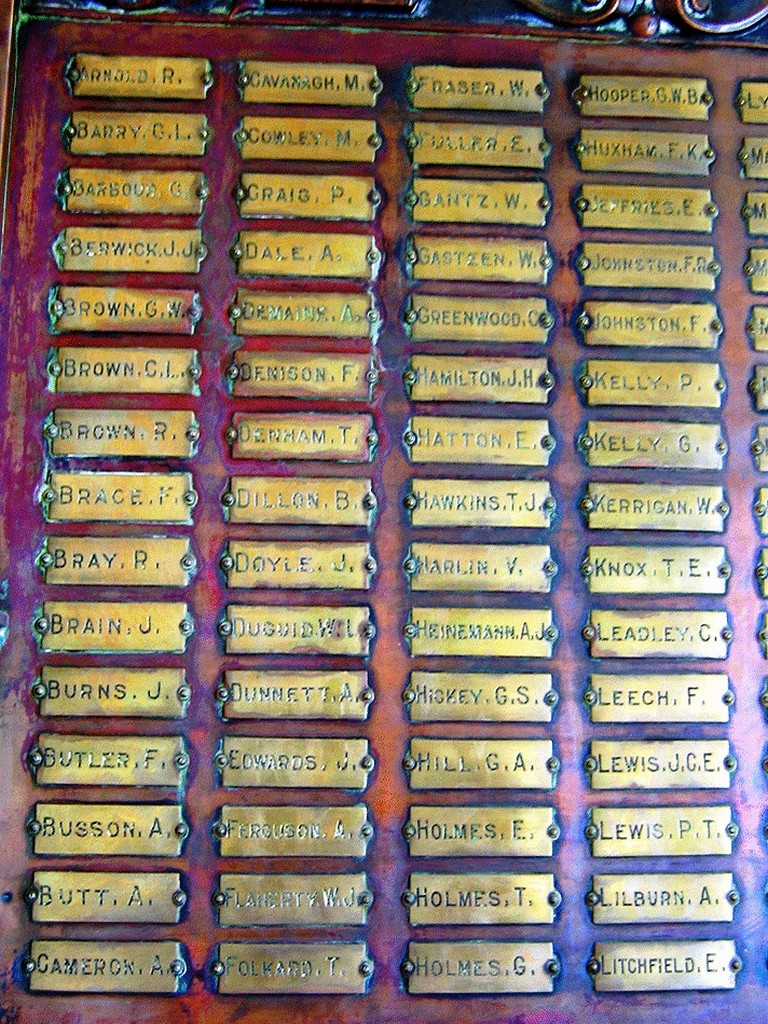 ARNOLD, R.
BARRY, G.L.
BARBOUR, G.
BERWICK, J.J
BROWN, G.W.
BROWN, C.L.
BROWN, R.
BRACE, F.
BRAY, R.
BRAIN, J.
BURNS, J.
BUTLER, F.
BUSSON, A.
BUTT, A.
CAMERON, A.
CAVANAGH, M.
COWLEY, M.
CRAIG, P.
DALE, A.
DEMAINE, A.
DENISON, F.
DENHAM, T.
DILLON, B.
DOYLE, J.
DUGUID, W.L.
DUNNETT, A.
EDWARDS, J.
FERGUSON, A.
FLAHERTY, W.J.
FOLKARD, T.
FRASER, W.
FULLER, E.
GANTZ, W.
GASTEEN, W.
GREENWOOD, C
HAMILTON, J.H.
HATTON, E.
HAWKINS, T.J.
HARLIN, V.
HEINEMANN, A.J
HICKEY, G.S.
HILL, G.A.
HOLMES, E.
HOLMES, T.
HOLMES, G.
HOOPER, G.W.B.
HUXHAM, F.K.
JEFFRIES, E.
JOHNSTON, F.R.
JOHNSTON, F.
KELLY, P.
KELLY, G.
KERRIGAN, W.
KNOX, T.E.
LEADLEY, C.
LEECH, F.
LEWIS, J.C.E.
LEWIS, P.T.
LILBURN, A.
LITCHFIELD, E.